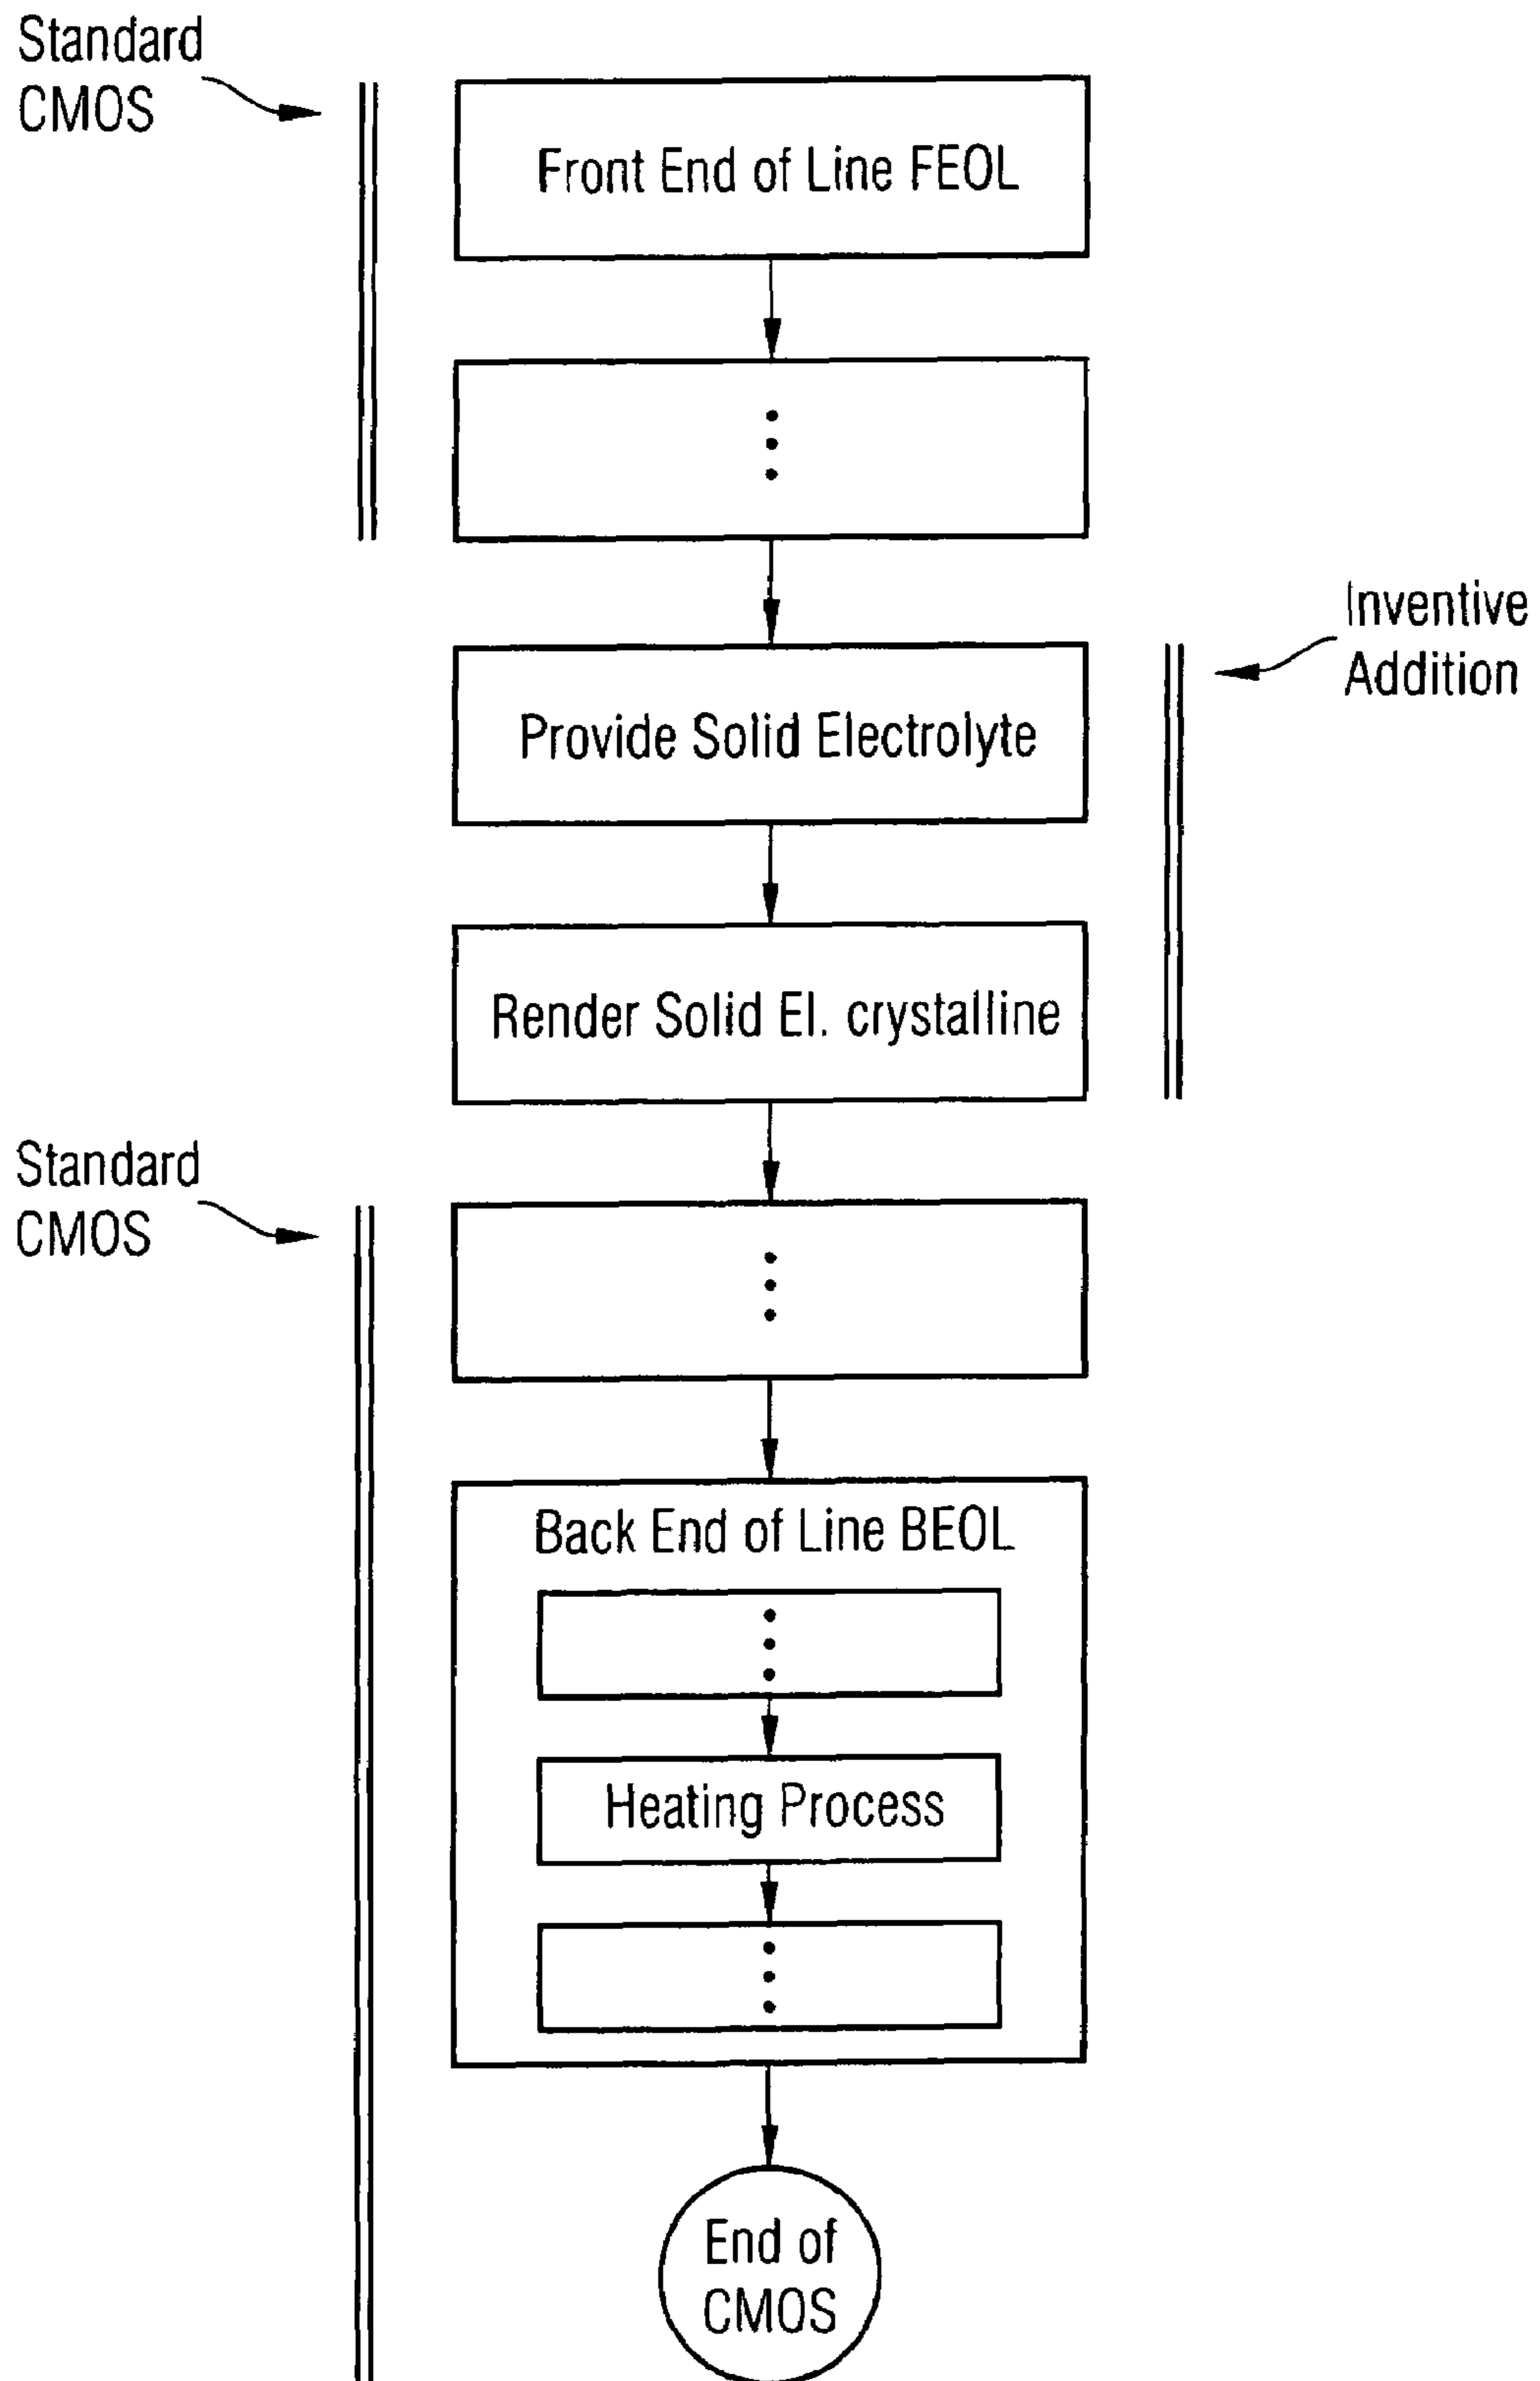 Standard
CMOS
Front End of Line FEOL
Inventive
Addition
Provide Solid Electrolyte
Render Solid El. crystalline
Standard
CMOS
Back End of Line BEOL
Heating Process
End of
CMOS